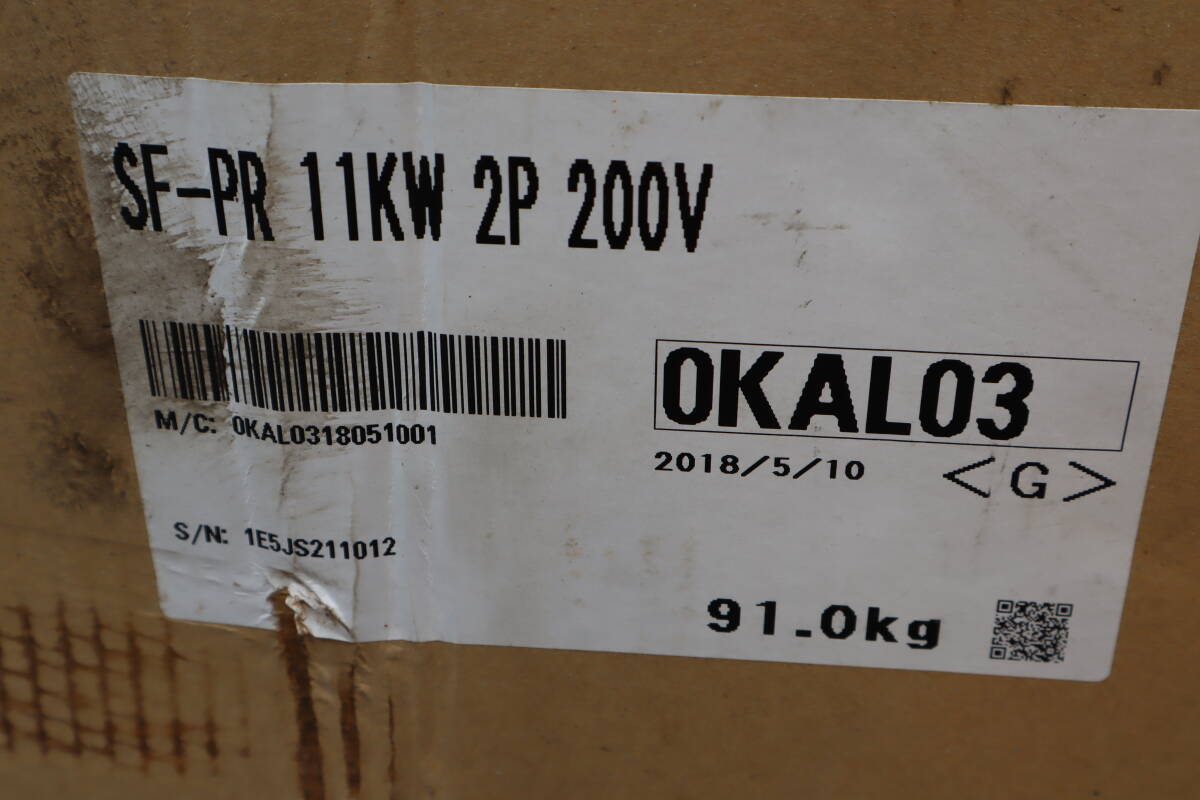 SF-PR 11KW 2P 200V
0KAL03
M/C: 0KAL0318051001
2018/5/10 <G>
S/N: 1E5JS211012
91.0kg